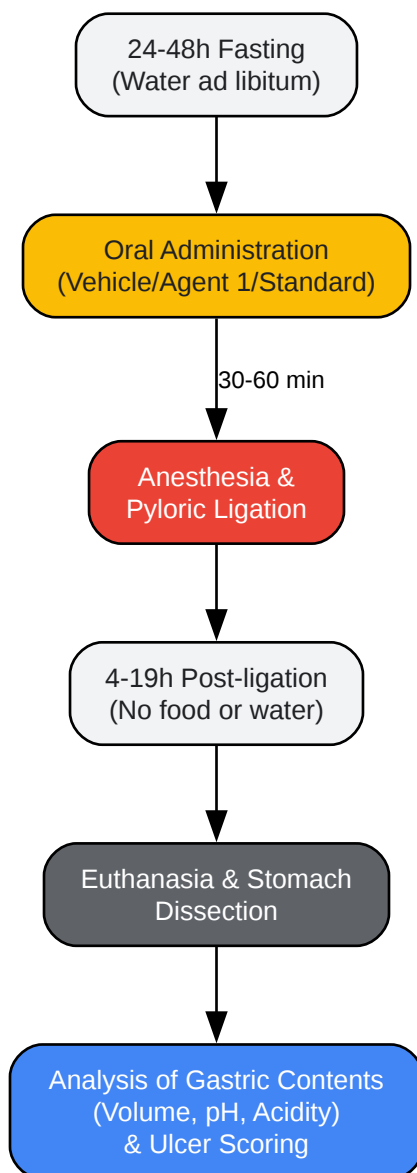 24-48h Fasting
(Water ad libitum)
Oral Administration
(Vehicle/Agent 1/Standard)
30-60 min
Anesthesia &
Pyloric Ligation
4-19h Post-ligation
(No food or water)
Euthanasia & Stomach
Dissection
Analysis of Gastric Contents
(Volume, pH, Acidity)
& Ulcer Scoring